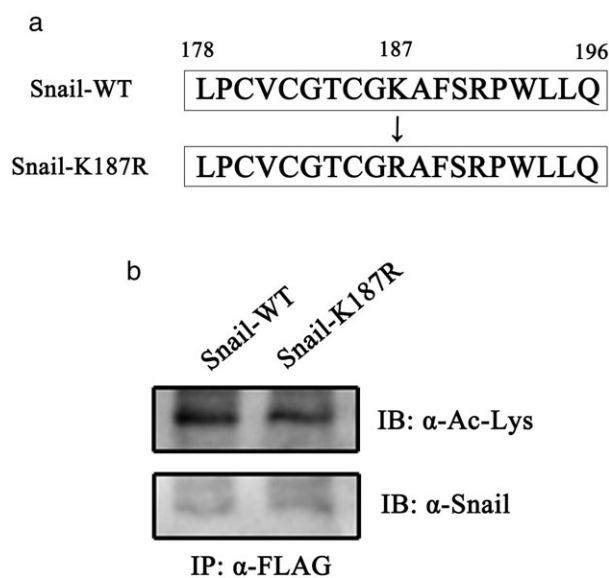 a
178 187 196
Snail-WT LPCVCGTCGKAFSRPWLLQ
↓
Snail-K187R LPCVCGTCGRAFSRPWLLQ
b
Snail-WT Snail-K187R
IB: α-Ac-Lys
IB: α-Snail
IP: α-FLAG